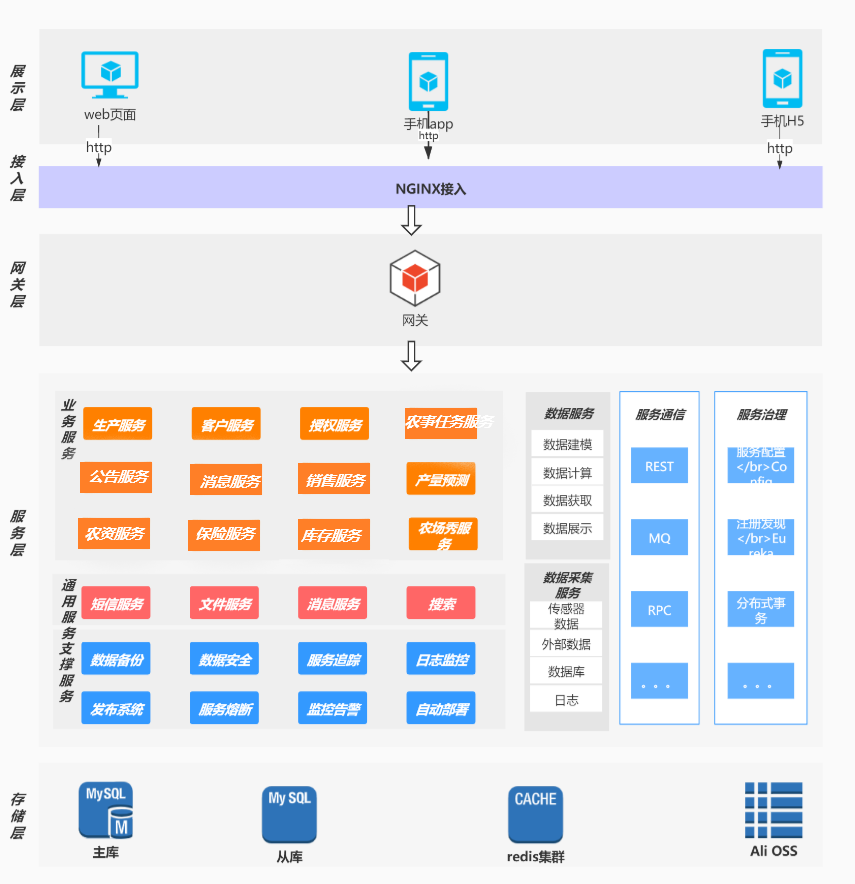 展示层
web页面
http
手机app
http
手机H5
http
接入层
NGINX接入
网关层
网关
服务层
业务服务
生产服务
客户服务
授权服务
农事任务服务
公告服务
消息服务
销售服务
产量预测
农资服务
保险服务
库存服务
农场秀服
务
通用服务
短信服务
文件服务
消息服务
搜索
支撑服务
数据备份
数据安全
服务追踪
日志监控
发布系统
服务熔断
监控告警
自动部署
数据服务
数据建模
数据计算
数据获取
数据展示
数据采集
服务
传感器
数据
外部数据
数据库
日志
服务通信
REST
MQ
RPC
...
服务治理
服务配置
</br>Co
nfig
注册发现
</br>Eu
reka
分布式事
务
...
存储层
MySQL
M
主库
My SQL
从库
CACHE
redis集群
Ali OSS